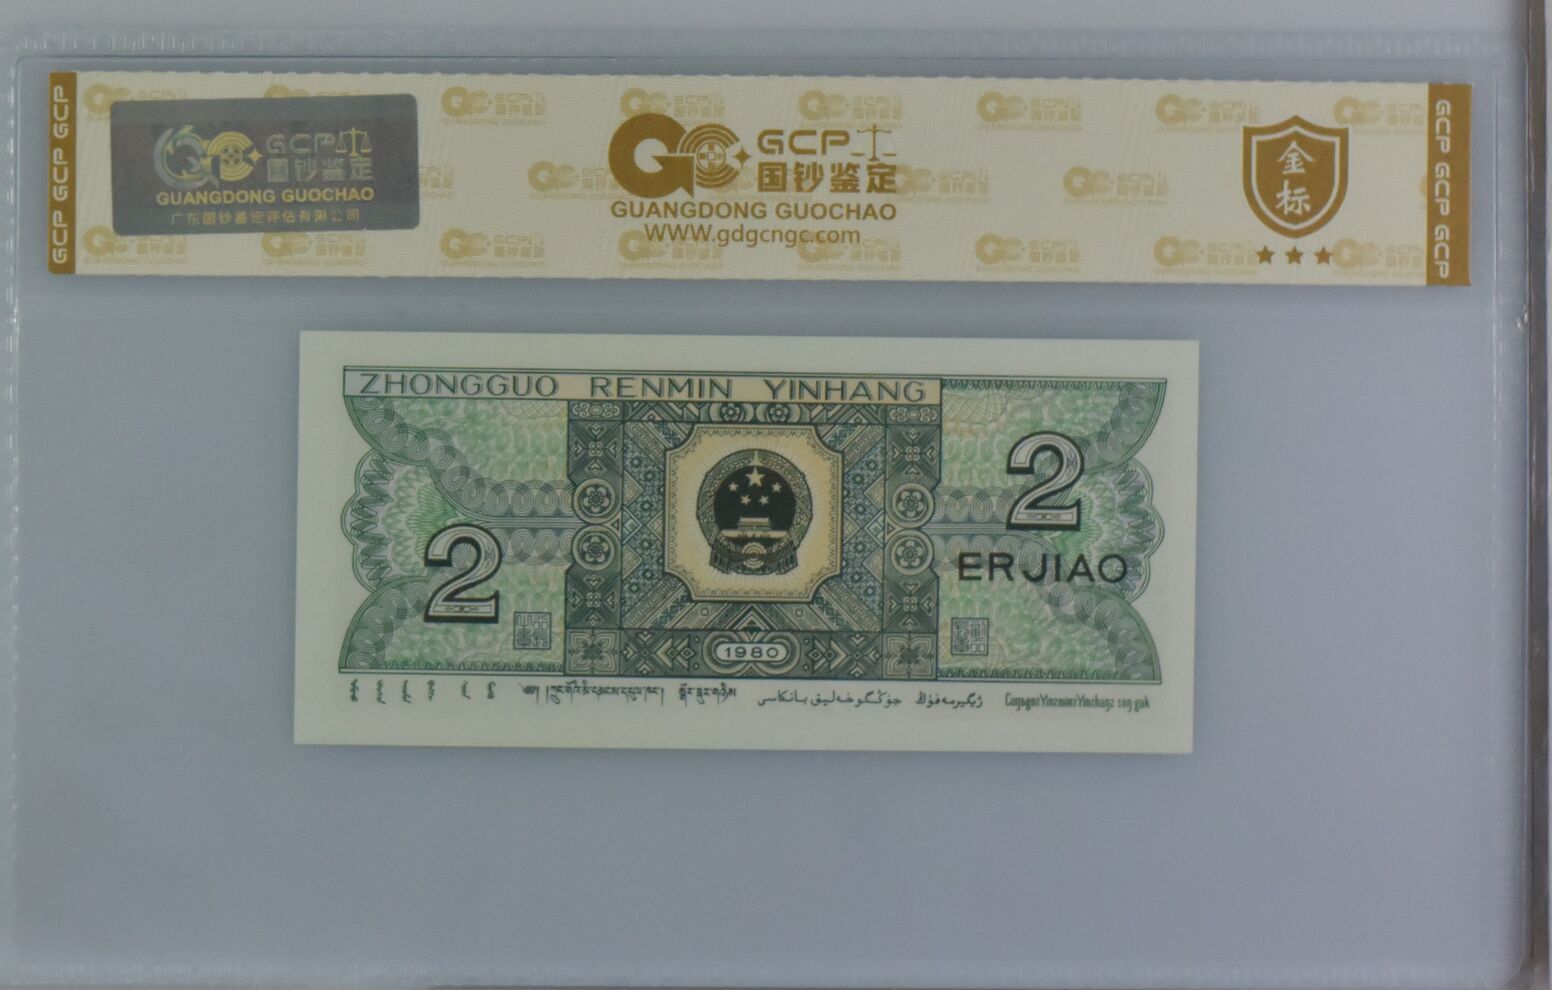 GCP GCP GCP
GCP
国钞鉴定
GUANGDONG GUOCHAO
广东国钞鉴定评估有限公司
GCP
国钞鉴定
GUANGDONG GUOCHAO
WWW.gdgcngc.com
金标
GCP GCP GCP
ZHONGGUO RENMIN YINHANG
2
2
ERJIAO
1980